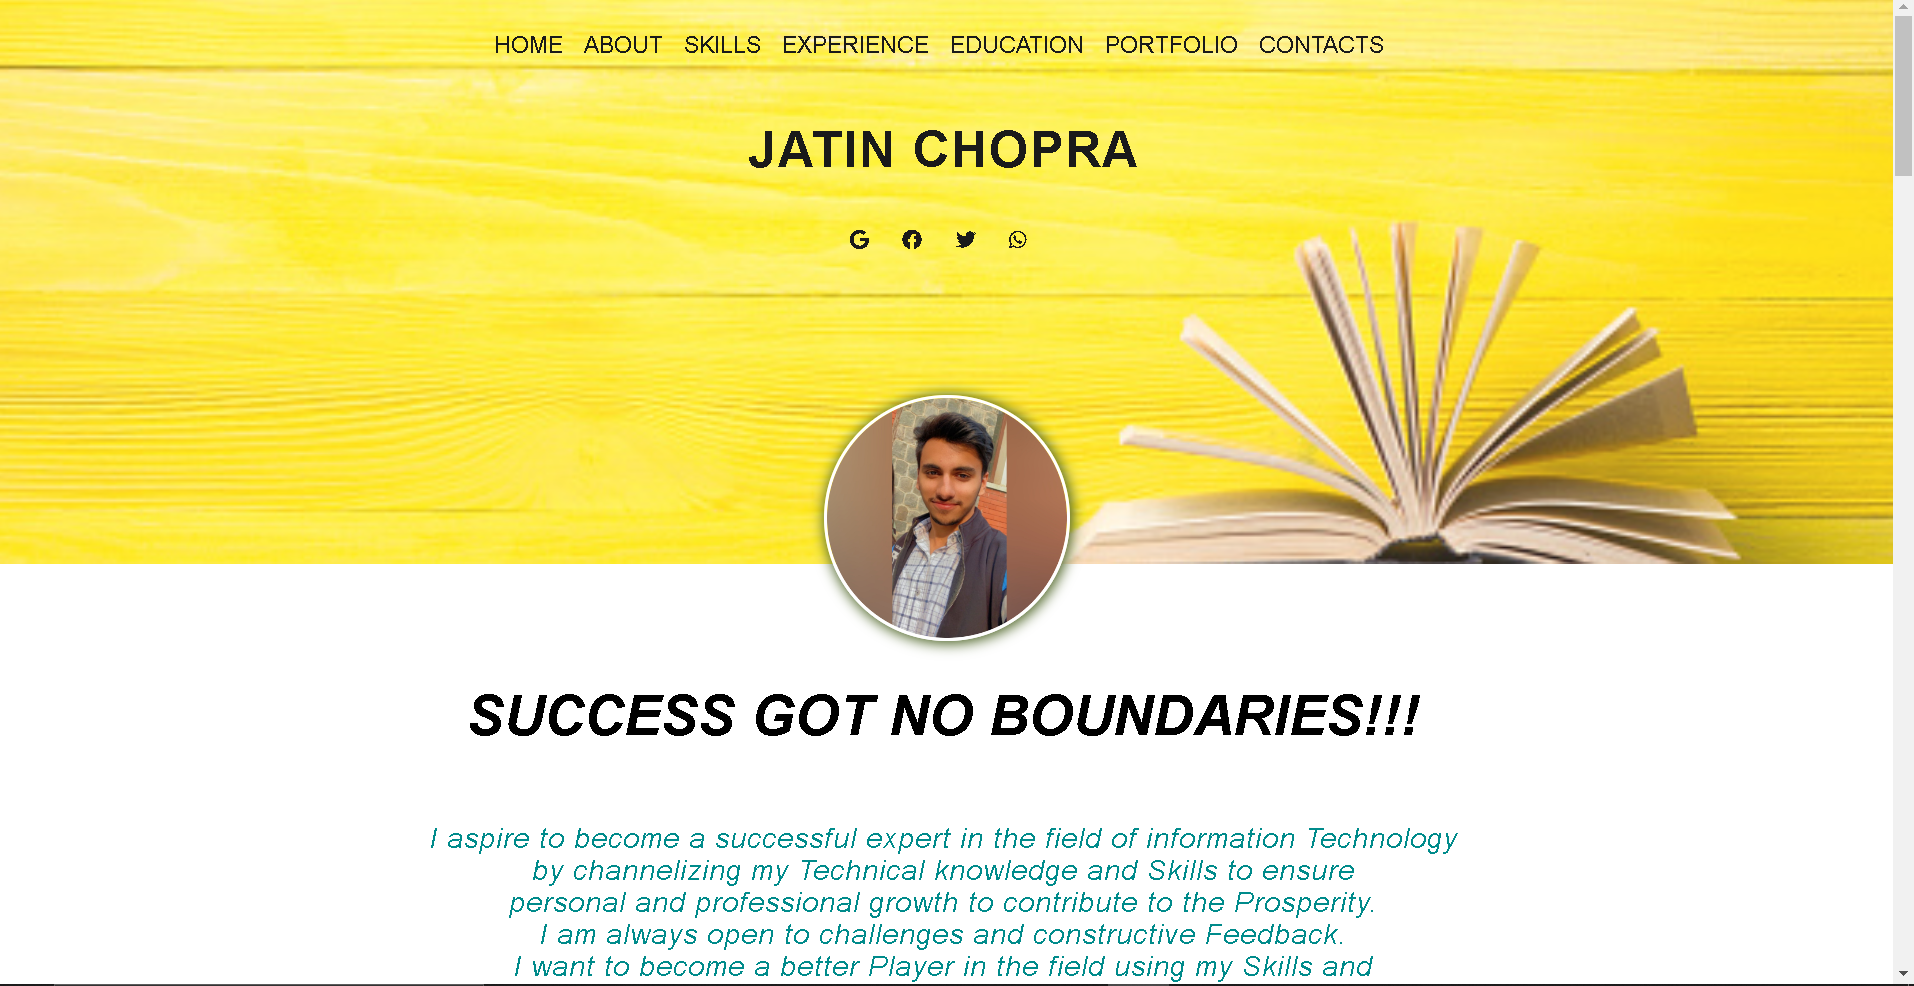 HOME ABOUT SKILLS EXPERIENCE EDUCATION PORTFOLIO CONTACTS
JATIN CHOPRA
SUCCESS GOT NO BOUNDARIES!!!
I aspire to become a successful expert in the field of information Technology
by channelizing my Technical knowledge and Skills to ensure
personal and professional growth to contribute to the Prosperity.
I am always open to challenges and constructive Feedback.
I want to become a better Player in the field using my Skills and